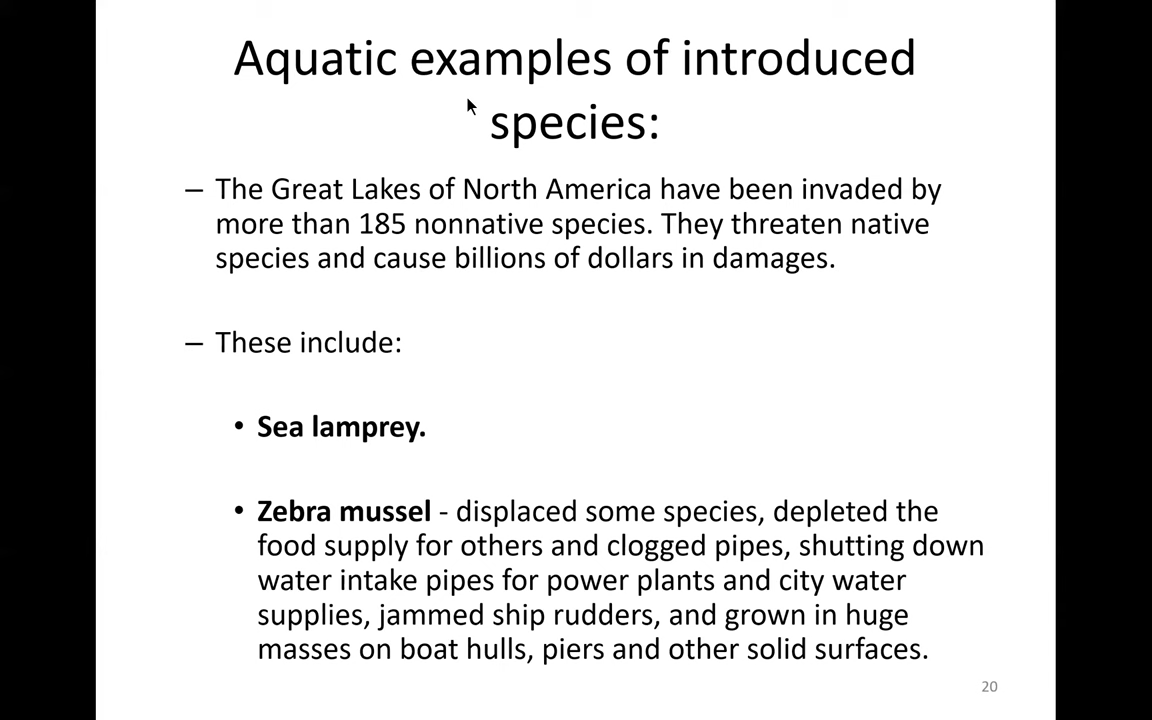 Aquatic examples of introduced
species:
– The Great Lakes of North America have been invaded by
more than 185 nonnative species. They threaten native
species and cause billions of dollars in damages.
– These include:
• Sea lamprey.
• Zebra mussel - displaced some species, depleted the
food supply for others and clogged pipes, shutting down
water intake pipes for power plants and city water
supplies, jammed ship rudders, and grown in huge
masses on boat hulls, piers and other solid surfaces.
20